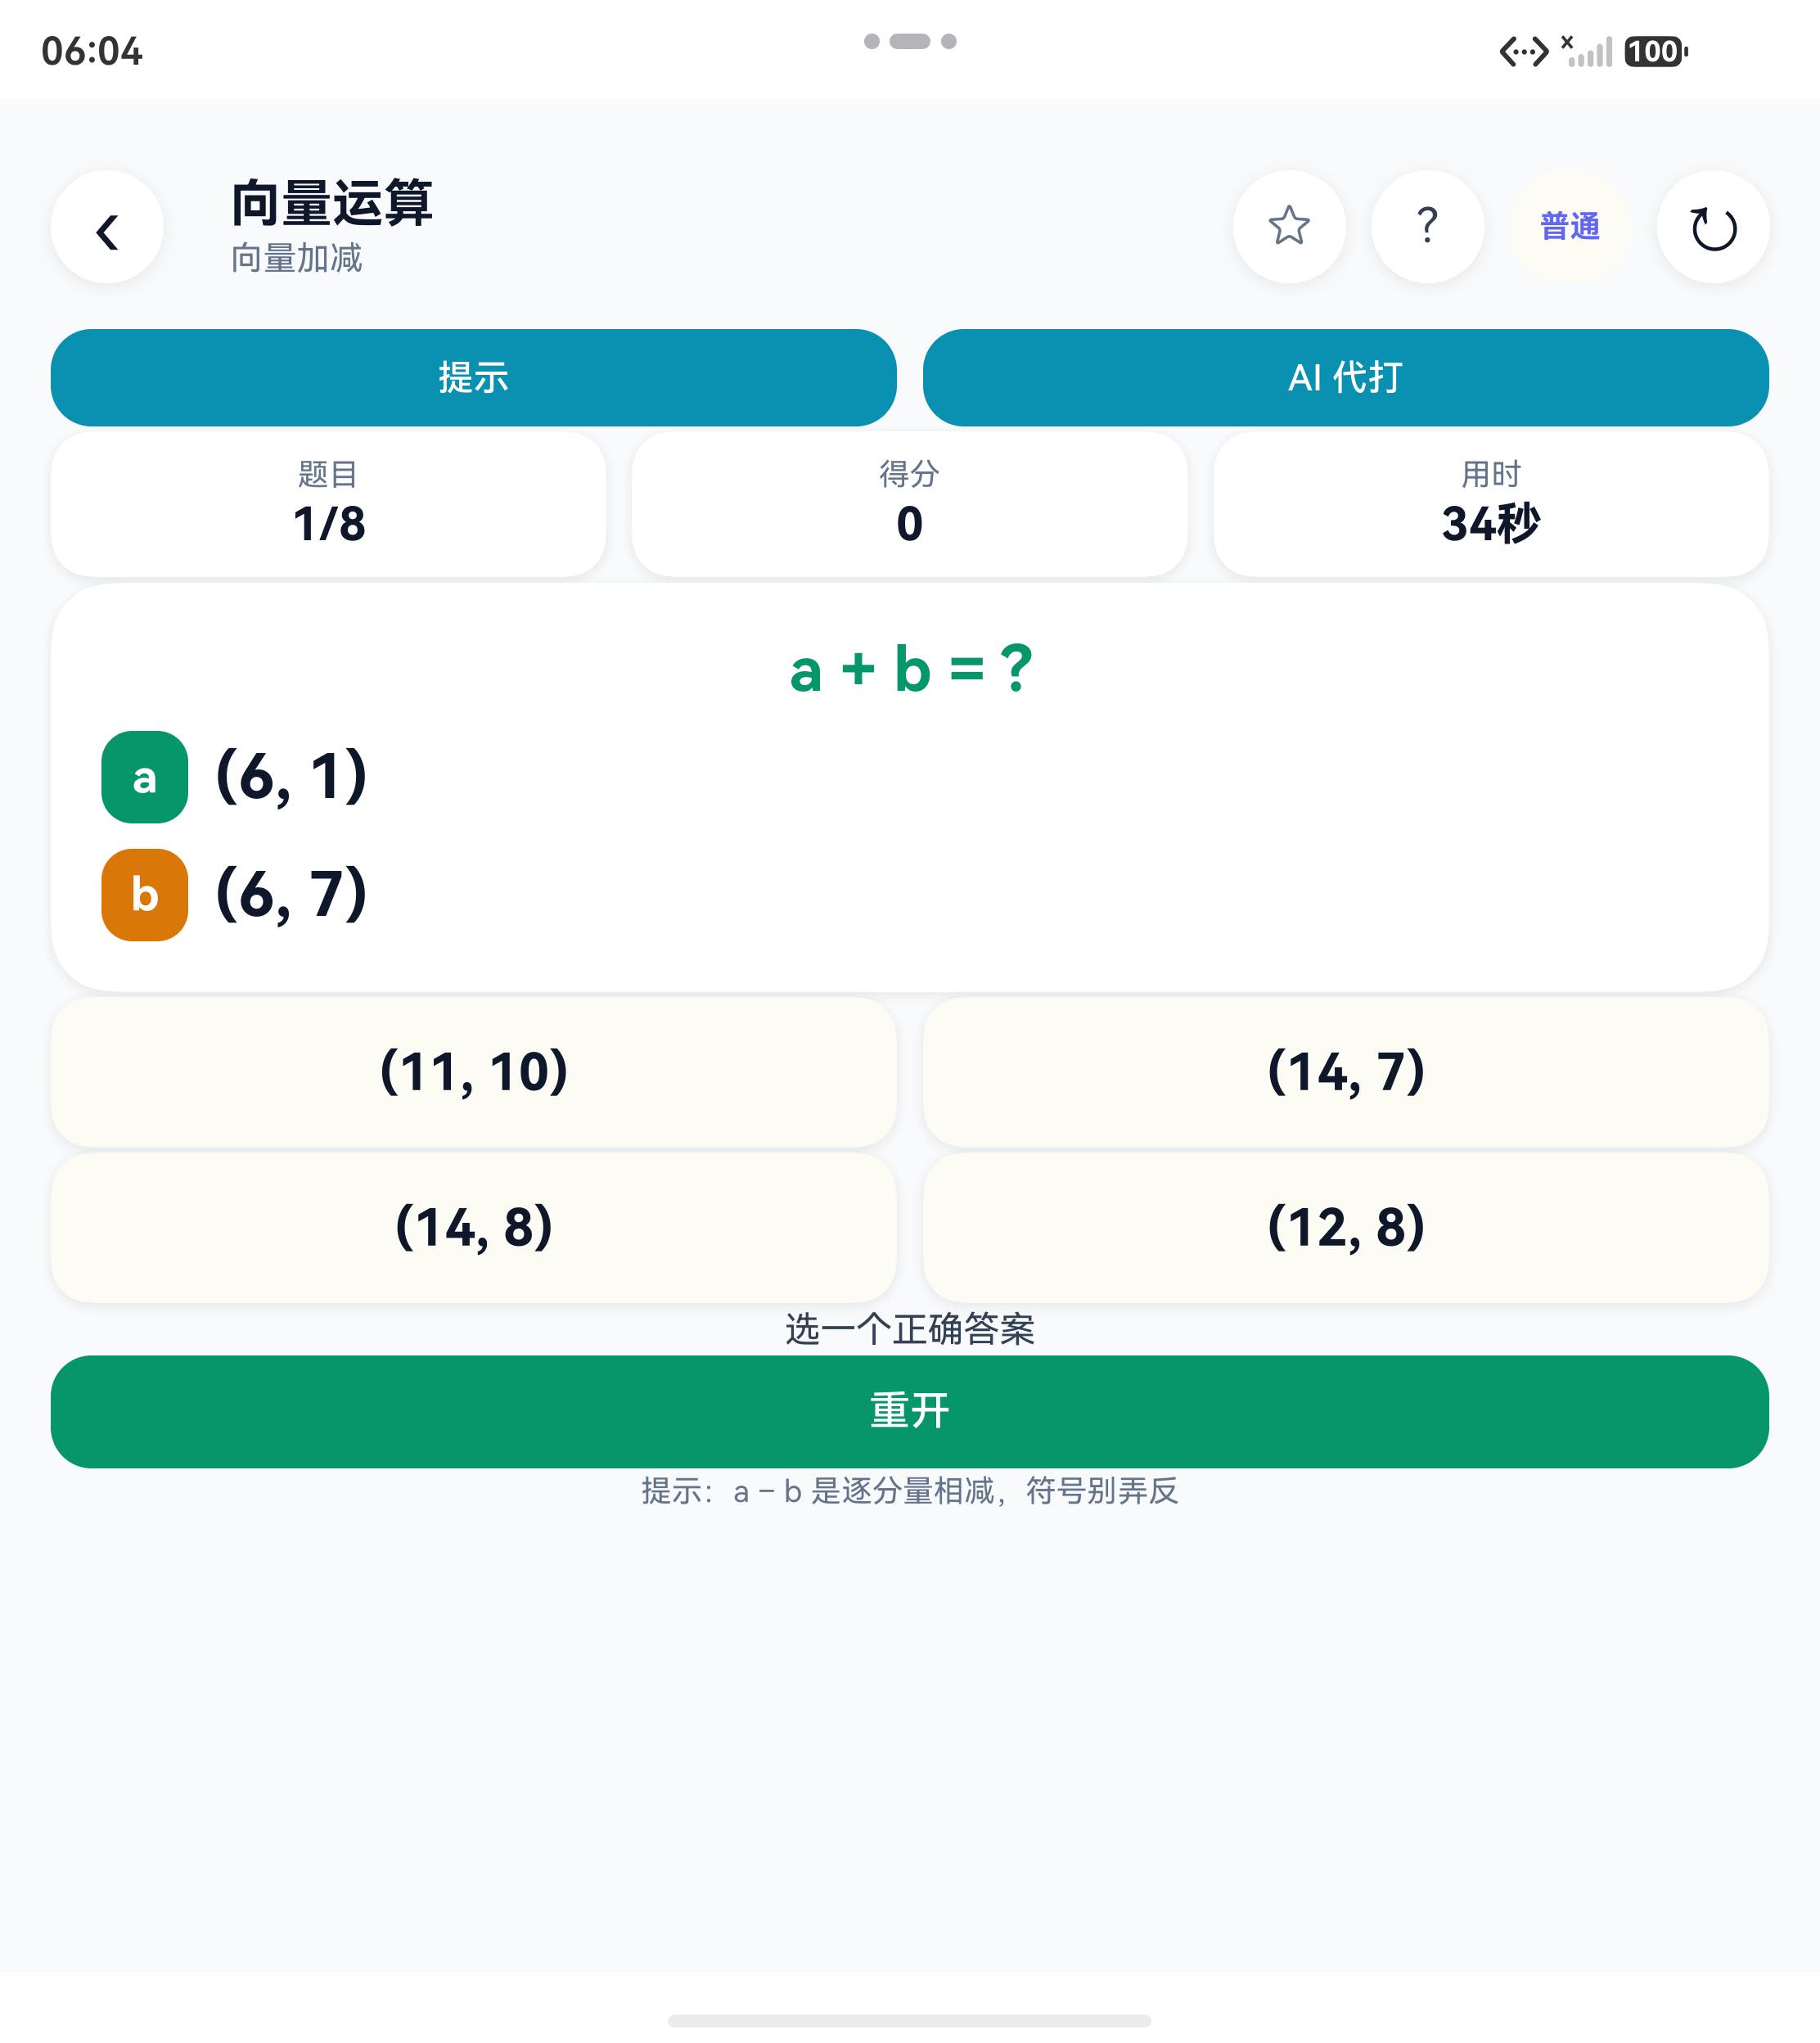 06:04
100
向量运算
向量加减
?
普通
提示
AI 代打
题目
1/8
得分
0
用时
34秒
a + b = ?
a
(6, 1)
b
(6, 7)
(11, 10)
(14, 7)
(14, 8)
(12, 8)
选一个正确答案
重开
提示：a − b 是逐分量相减，符号别弄反